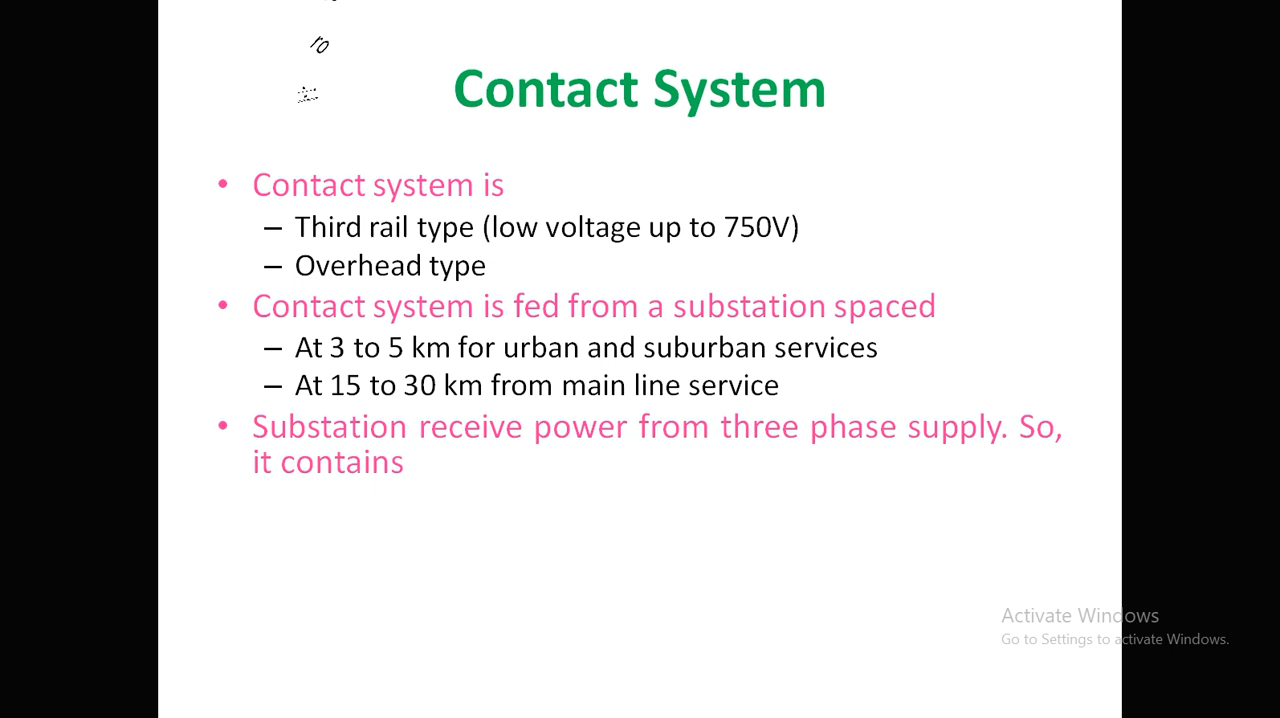 ro
Contact System
• Contact system is
– Third rail type (low voltage up to 750V)
– Overhead type
• Contact system is fed from a substation spaced
– At 3 to 5 km for urban and suburban services
– At 15 to 30 km from main line service
• Substation receive power from three phase supply. So,
it contains
Activate Windows
Go to Settings to activate Windows.